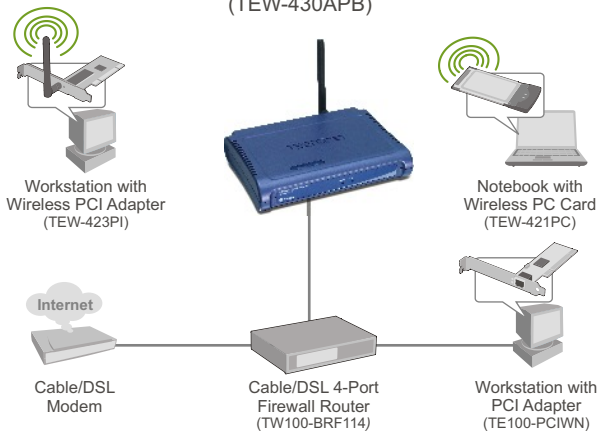 (TEW-430APB)
Workstation with
Wireless PCI Adapter
(TEW-423PI)
Notebook with
Wireless PC Card
(TEW-421PC)
Internet
Cable/DSL
Modem
Cable/DSL 4-Port
Firewall Router
(TW100-BRF114)
Workstation with
PCI Adapter
(TE100-PCIWN)